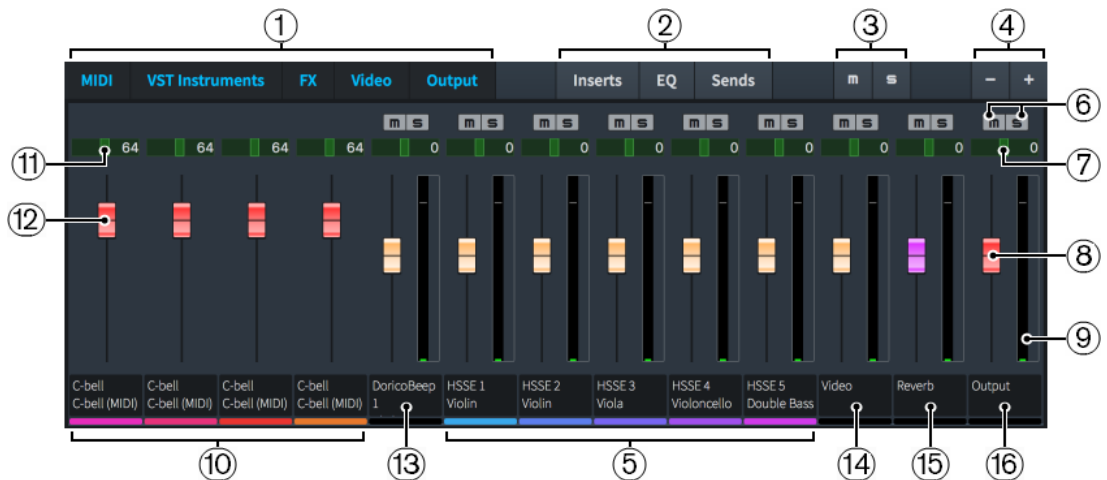 1 2 3 4
MIDI VST Instruments FX Video Output Inserts EQ Sends m s − +
6
m s m s m s m s m s m s m s m s m s
11 64 64 64 64 0 0 0 0 0 0 0 0 0 7
12
8
9
C-bell C-bell C-bell C-bell DoricoBeep HSSE 1 HSSE 2 HSSE 3 HSSE 4 HSSE 5 Video Reverb Output
C-bell (MIDI) C-bell (MIDI) C-bell (MIDI) C-bell (MIDI) 1 Violin Violin Viola Violoncello Double Bass
10 13 5 14 15 16